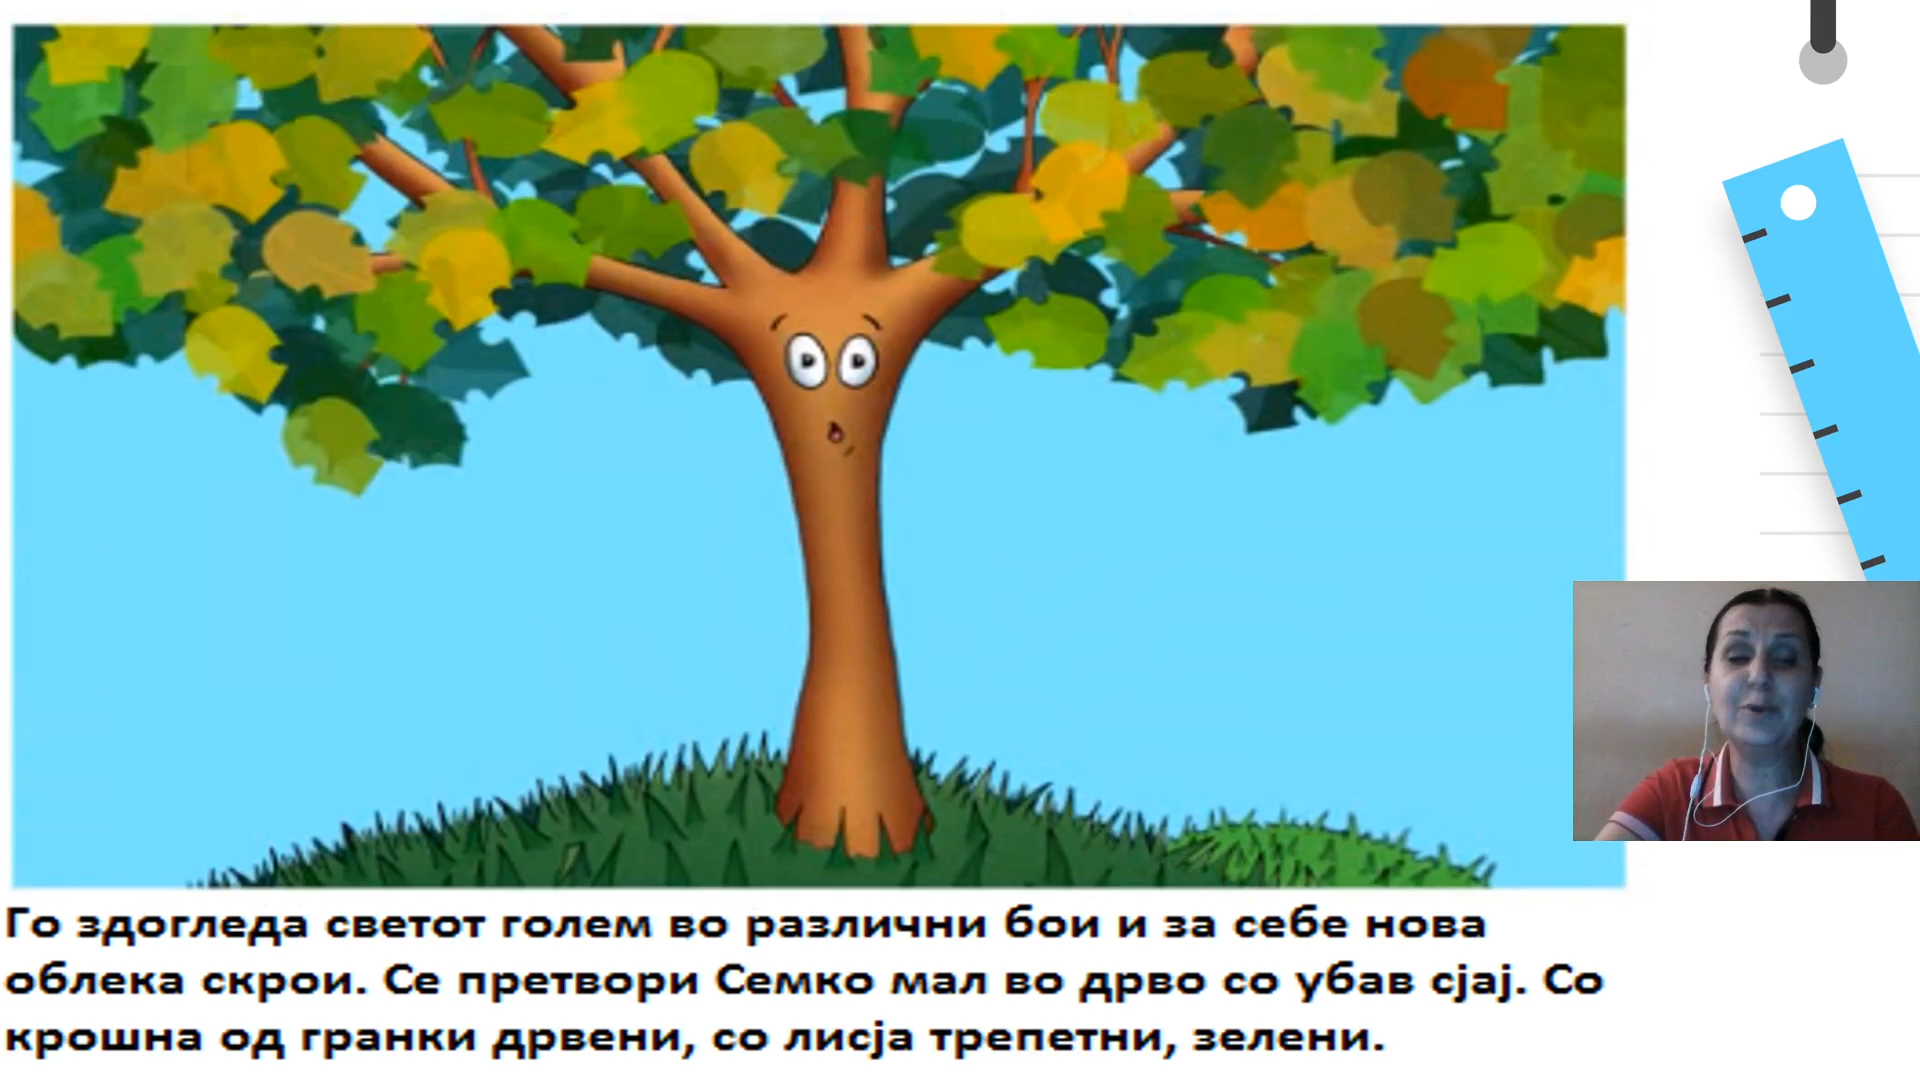 Го здогледа светот голем во различни бои и за себе нова
облека скрои. Се претвори Семко мал во дрво со убав сјај. Со
крошна од гранки дрвени, со лисја трепетни, зелени.